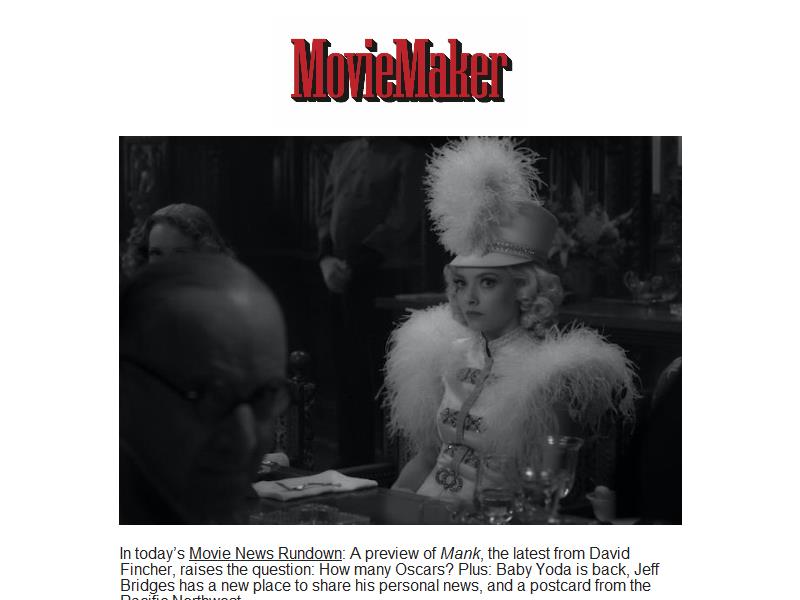 MovieMaker
In today's Movie News Rundown: A preview of Mank, the latest from David
Fincher, raises the question: How many Oscars? Plus: Baby Yoda is back, Jeff
Bridges has a new place to share his personal news, and a postcard from the
Pacific Northwest